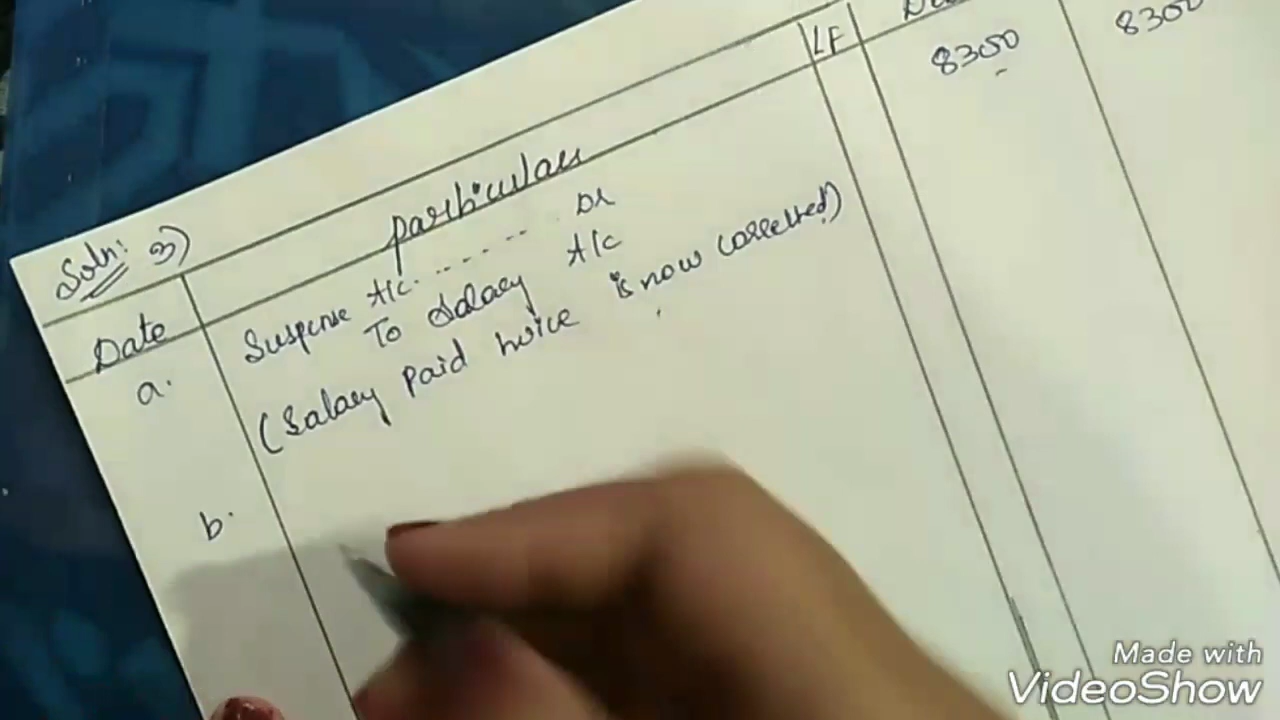 Soln: 3)
Date
particulars
LF
a.
Suspense A/c. ........ Dr
8350
To Salary A/c
8300
(Salary paid twice is now corrected!)
b.
Made with
VideoShow